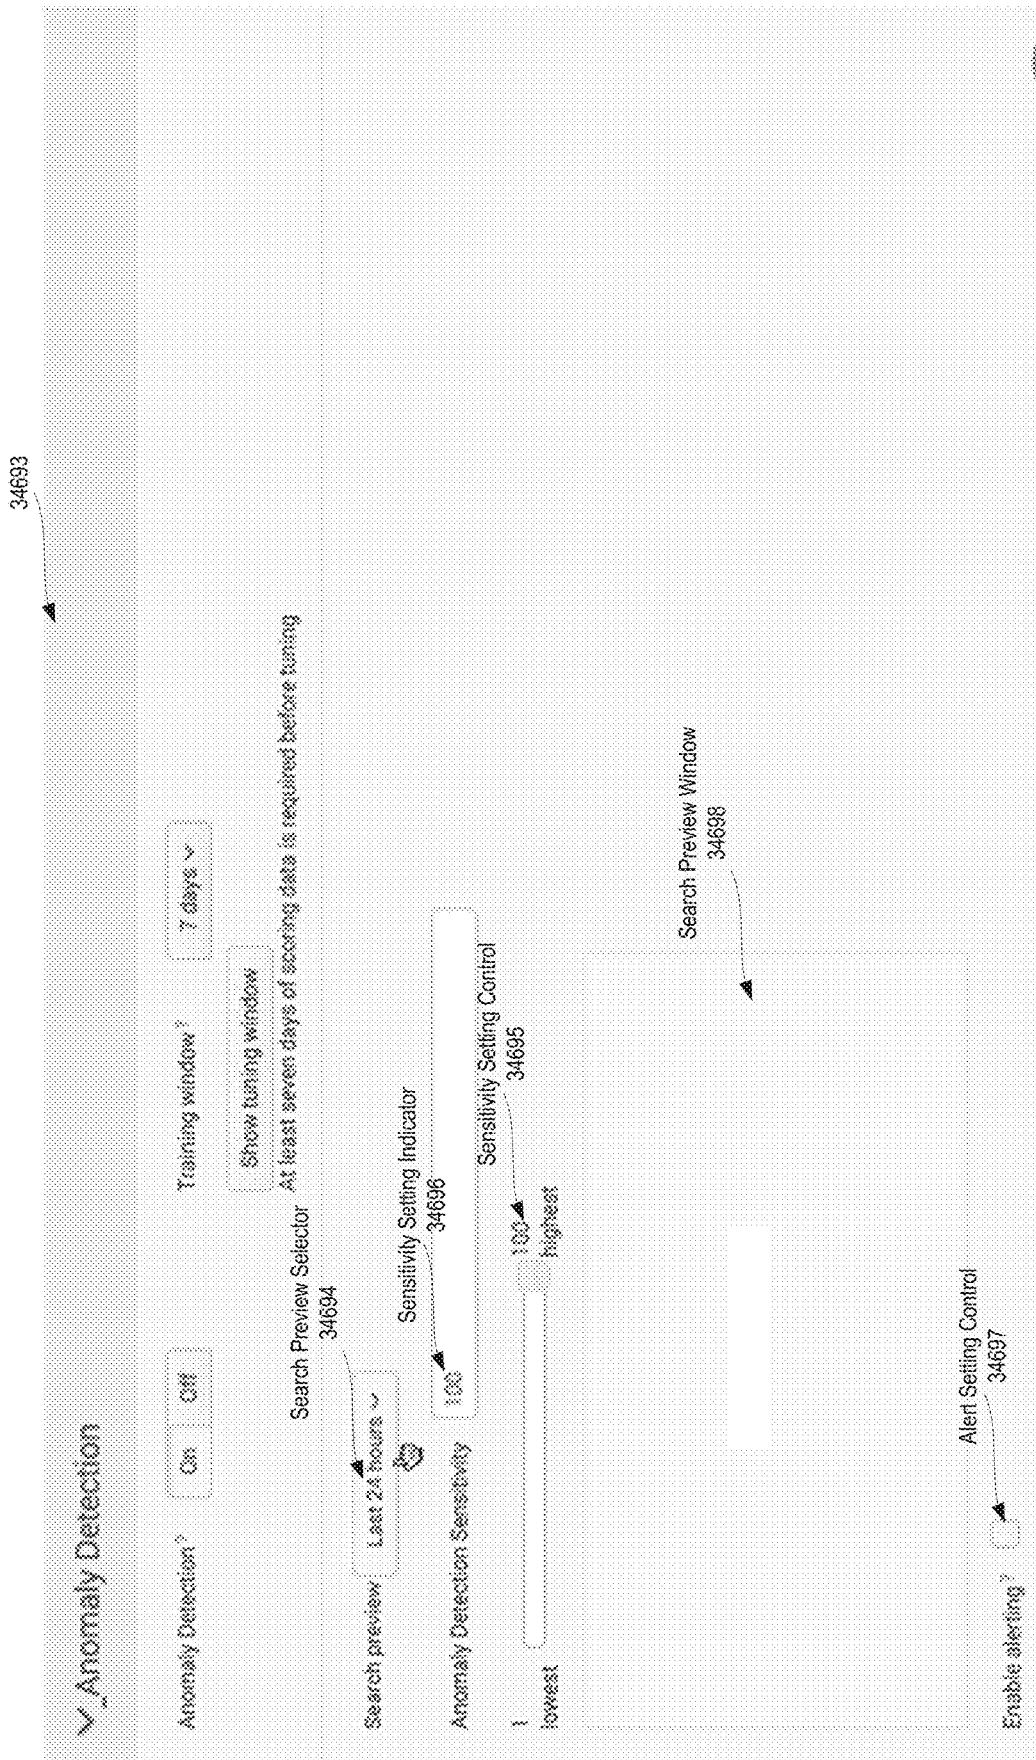 34693
Anomaly Detection
Anomaly Detection ?
On
Off
Training window ?
7 days
Show tuning window
At least seven days of scoring data is required before tuning
Search Preview Selector
34694
Search preview
Last 24 hours
Sensitivity Setting Indicator
34696
Anomaly Detection Sensitivity
100
Sensitivity Setting Control
34695
1
100
lowest
highest
Search Preview Window
34698
Alert Setting Control
34697
Enable alerting ?